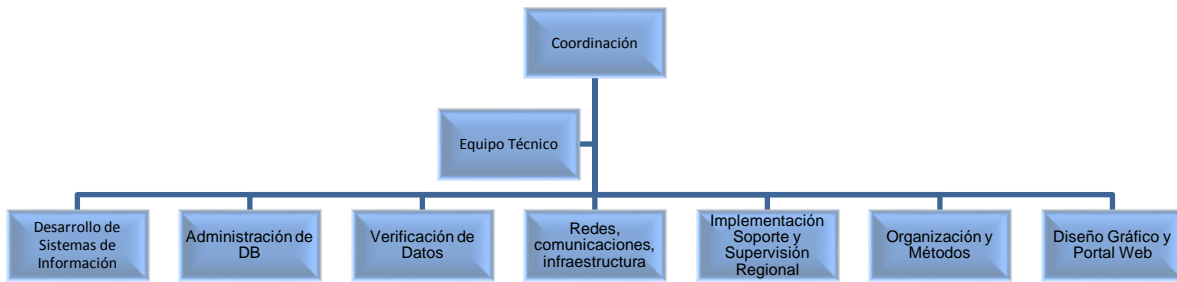 Coordinación
Equipo Técnico
Desarrollo de
Sistemas de
Información
Administración de
DB
Verificación de
Datos
Redes,
comunicaciones,
infraestructura
Implementación
Soporte y
Supervisión
Regional
Organización y
Métodos
Diseño Gráfico y
Portal Web